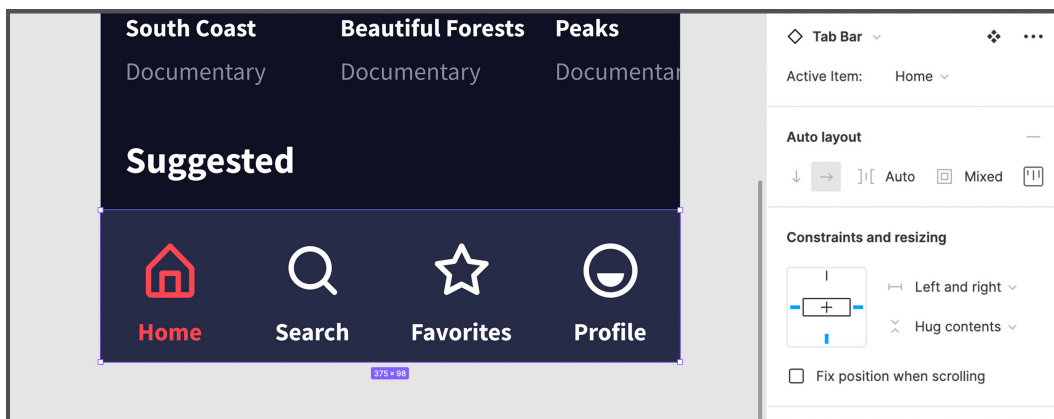 South Coast
Beautiful Forests
Peaks
Documentary
Documentary
Documentar
Suggested
Home
Search
Favorites
Profile
375 × 98
Tab Bar
Active Item: Home
Auto layout
Auto Mixed
Constraints and resizing
Left and right
Hug contents
Fix position when scrolling